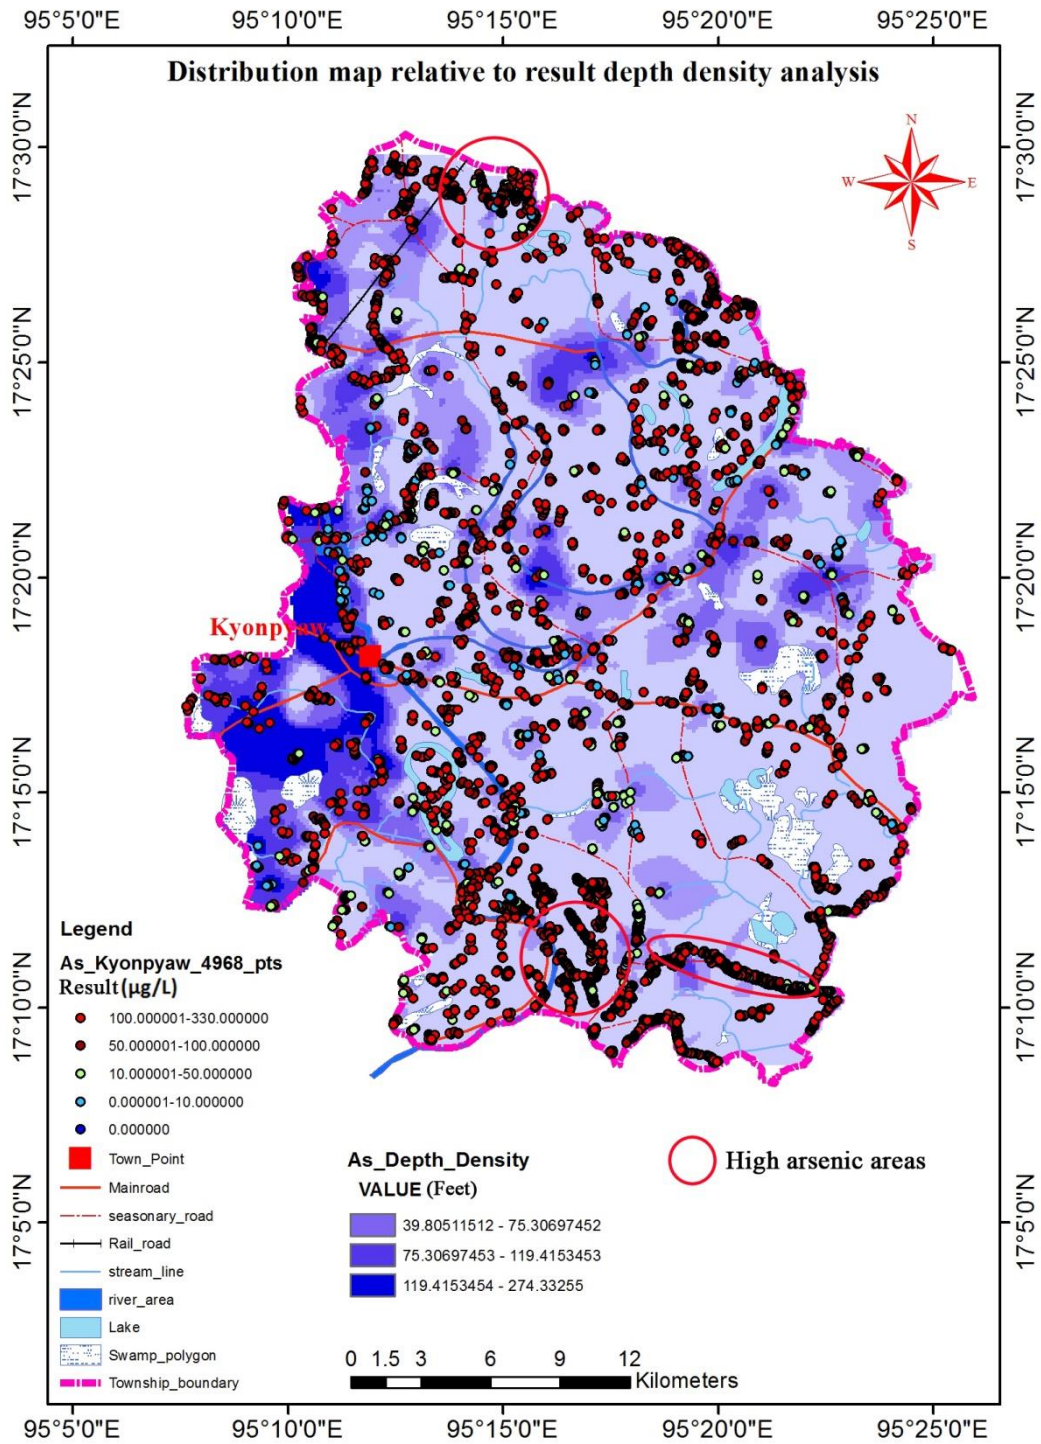 95°5'0"E 95°10'0"E 95°15'0"E 95°20'0"E 95°25'0"E
Distribution map relative to result depth density analysis
17°30'0"N
17°30'0"N
N
W
E
S
17°25'0"N
17°25'0"N
17°20'0"N
17°20'0"N
Kyonpyaw
17°15'0"N
17°15'0"N
17°10'0"N
17°10'0"N
17°5'0"N
17°5'0"N
Legend
As_Kyonpyaw_4968_pts
Result (µg/L)
100.000001-330.000000
50.000001-100.000000
10.000001-50.000000
0.000001-10.000000
0.000000
Town_Point
Mainroad
seasonary_road
Rail_road
stream_line
river_area
Lake
Swamp_polygon
Township_boundary
As_Depth_Density
VALUE (Feet)
39.80511512 - 75.30697452
75.30697453 - 119.4153453
119.4153454 - 274.33255
High arsenic areas
0 1.5 3 6 9 12
Kilometers
95°5'0"E 95°10'0"E 95°15'0"E 95°20'0"E 95°25'0"E